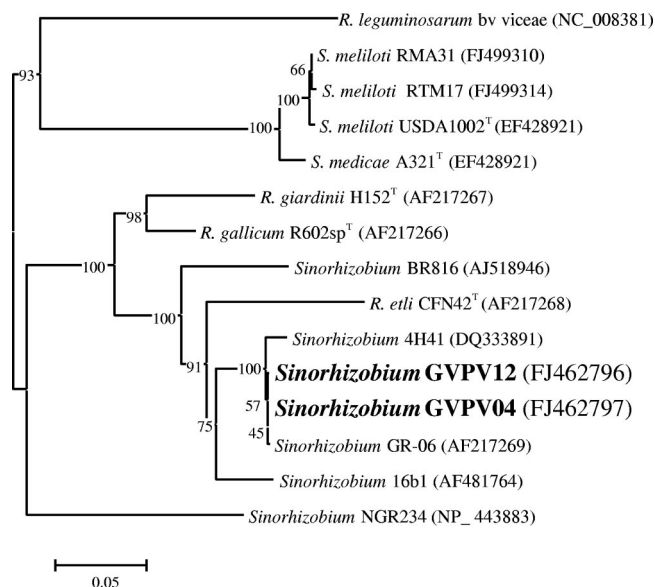 R. leguminosarum bv viceae (NC_008381)
93
S. meliloti RMA31 (FJ499310)
66
S. meliloti RTM17 (FJ499314)
100
S. meliloti USDA1002ᵀ (EF428921)
100
S. medicae A321ᵀ (EF428921)
R. giardinii H152ᵀ (AF217267)
98
R. gallicum R602spᵀ (AF217266)
100
Sinorhizobium BR816 (AJ518946)
R. etli CFN42ᵀ (AF217268)
100
Sinorhizobium 4H41 (DQ333891)
91
100
Sinorhizobium GVPV12 (FJ462796)
57
Sinorhizobium GVPV04 (FJ462797)
75
45
Sinorhizobium GR-06 (AF217269)
Sinorhizobium 16b1 (AF481764)
Sinorhizobium NGR234 (NP_ 443883)
0.05